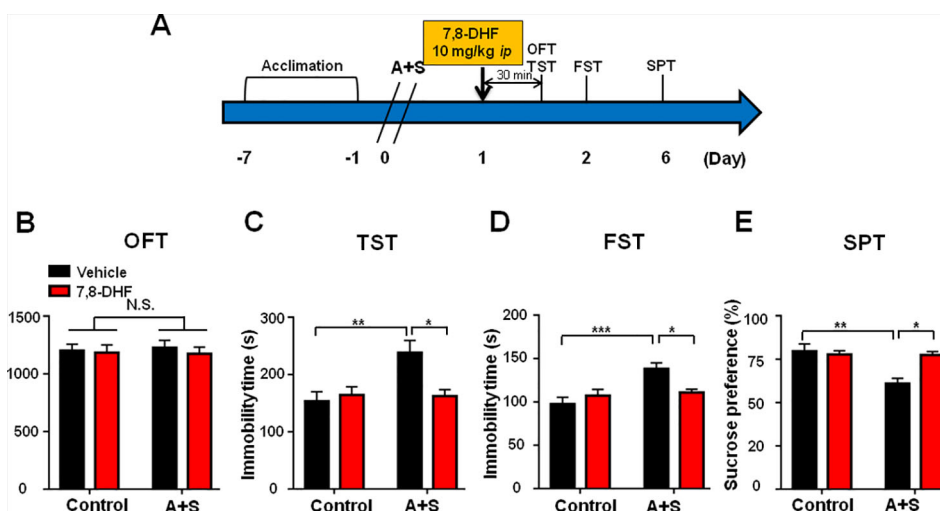 A
7,8-DHF
10 mg/kg ip
OFT
TST
FST
SPT
30 min
Acclimation
A+S
-7
-1
0
1
2
6
(Day)
B
OFT
Vehicle
7,8-DHF
N.S.
1500
1000
500
0
Control
A+S
C
TST
Immobility time (s)
300
200
100
0
**
*
Control
A+S
D
FST
Immobility time (s)
200
150
100
50
0
***
*
Control
A+S
E
SPT
Sucrose preference (%)
100
75
75
25
0
**
*
Control
A+S